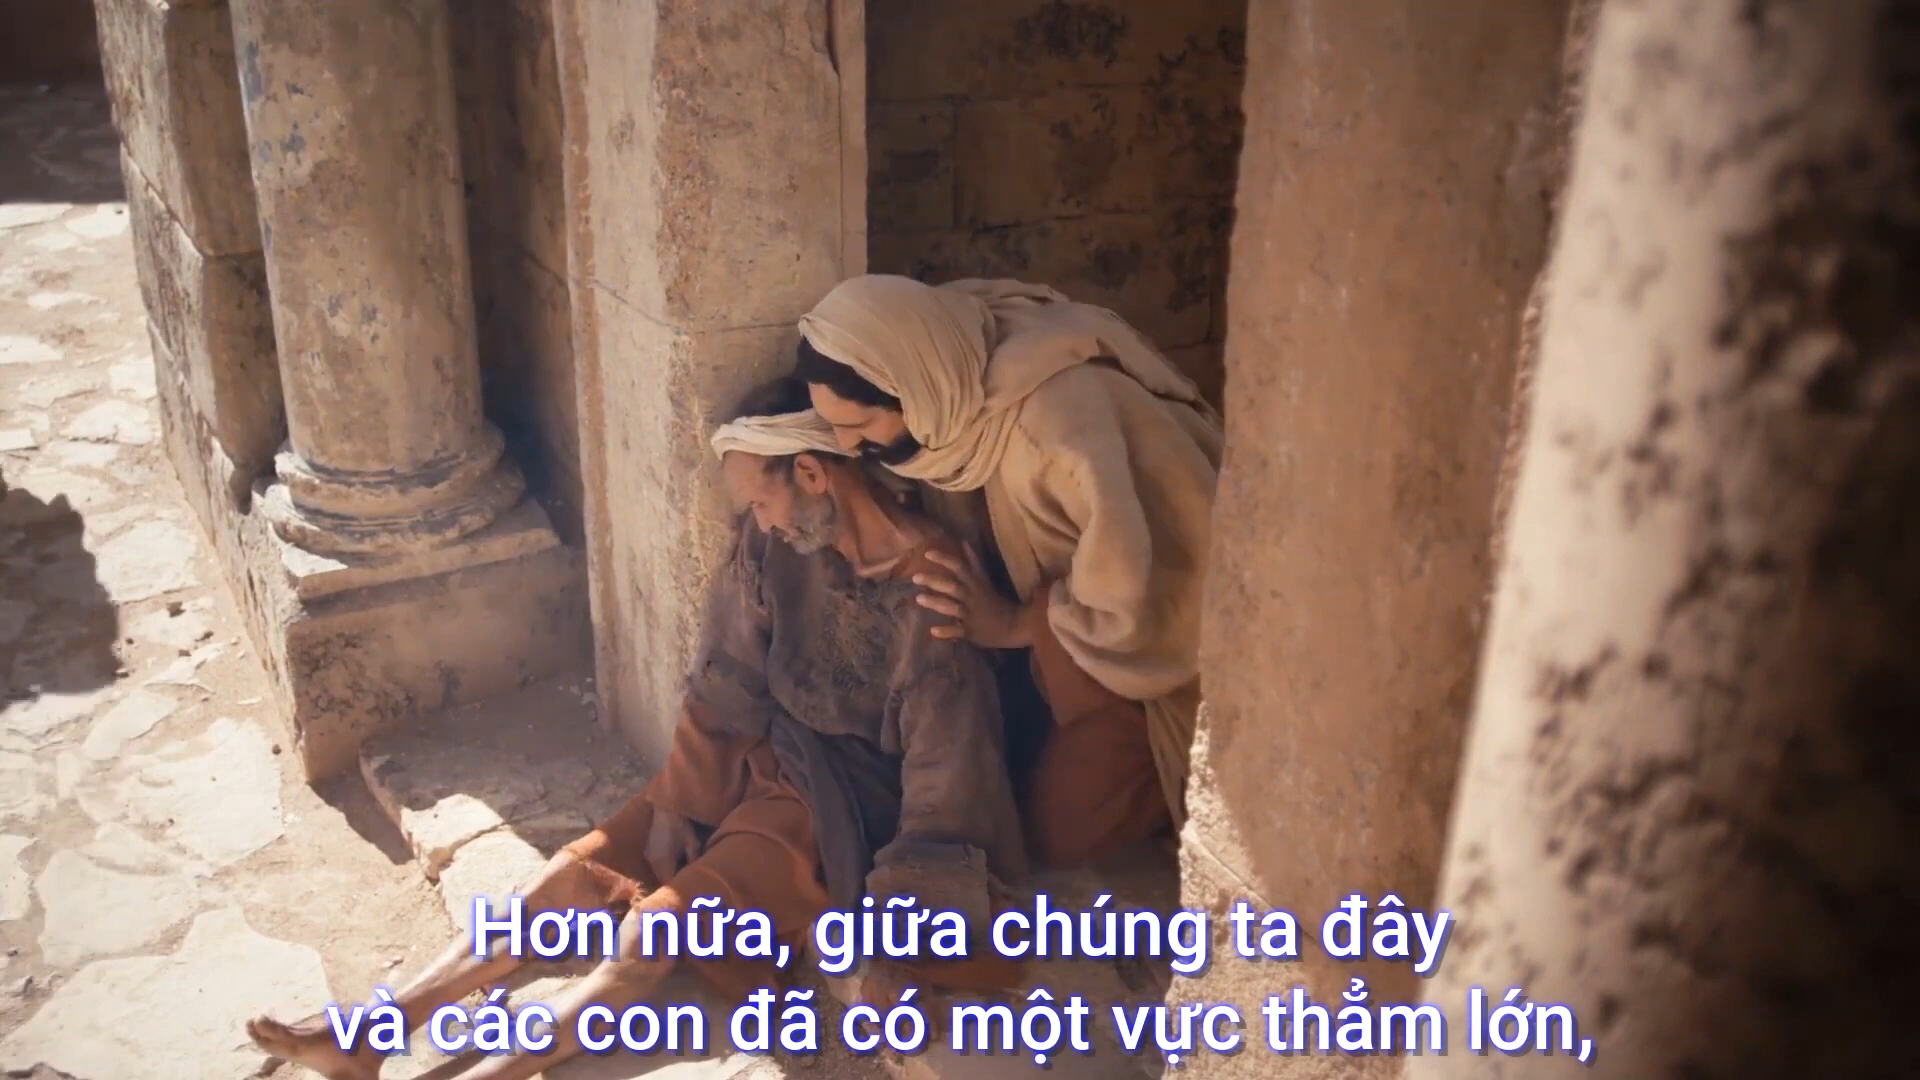 Hơn nữa, giữa chúng ta đây
và các con đã có một vực thẳm lớn,